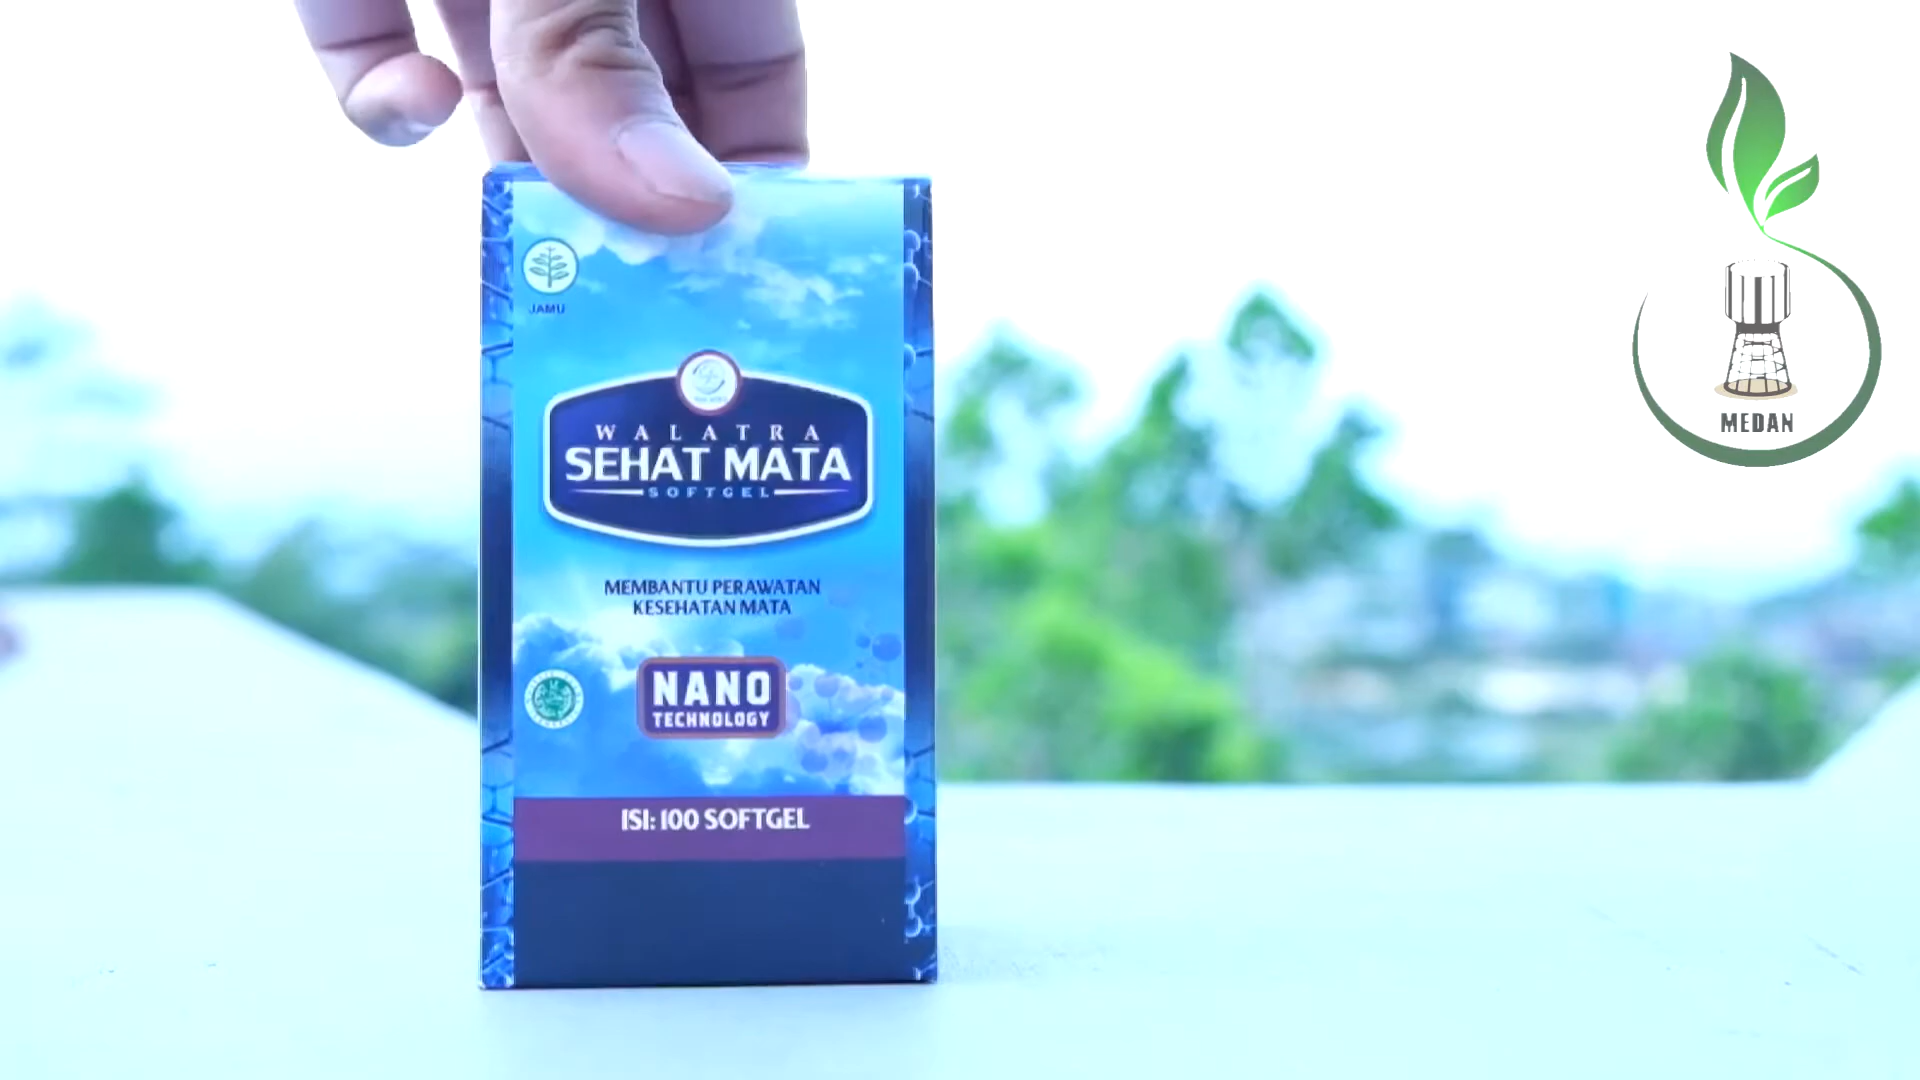 JAMU
WALATRA
SEHAT MATA
SOFTGEL
MEMBANTU PERAWATAN
KESEHATAN MATA
NANO
TECHNOLOGY
ISI: 100 SOFTGEL
MEDAN